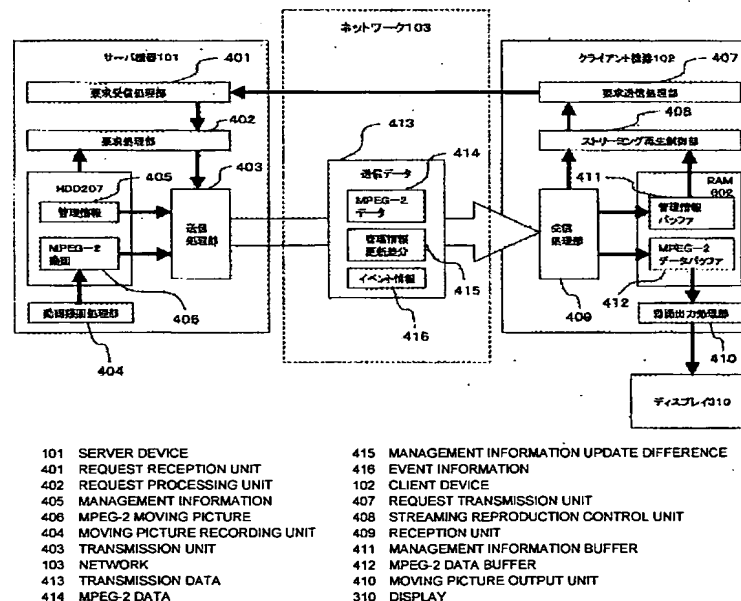 ネットワーク103
サーバ機器101
401
要求受信処理部
402
要求処理部
403
HDD207
405
管理情報
MPEG-2
動画
送信
処理部
406
動画録画処理部
404
413
送信データ
414
MPEG-2
データ
管理情報
更新差分
415
イベント情報
416
クライアント機器102
407
要求送信処理部
408
ストリーミング再生制御部
411
RAM
602
管理情報
バッファ
受信
処理部
MPEG-2
データバッファ
412
409
動画出力処理部
410
ディスプレイ310
101 SERVER DEVICE
401 REQUEST RECEPTION UNIT
402 REQUEST PROCESSING UNIT
405 MANAGEMENT INFORMATION
406 MPEG-2 MOVING PICTURE
404 MOVING PICTURE RECORDING UNIT
403 TRANSMISSION UNIT
103 NETWORK
413 TRANSMISSION DATA
414 MPEG-2 DATA
415 MANAGEMENT INFORMATION UPDATE DIFFERENCE
416 EVENT INFORMATION
102 CLIENT DEVICE
407 REQUEST TRANSMISSION UNIT
408 STREAMING REPRODUCTION CONTROL UNIT
409 RECEPTION UNIT
411 MANAGEMENT INFORMATION BUFFER
412 MPEG-2 DATA BUFFER
410 MOVING PICTURE OUTPUT UNIT
310 DISPLAY